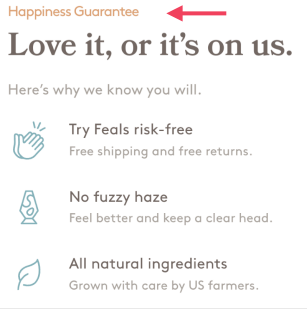 Happiness Guarantee
Love it, or it's on us.
Here's why we know you will.
Try Feals risk-free
Free shipping and free returns.
No fuzzy haze
Feel better and keep a clear head.
All natural ingredients
Grown with care by US farmers.